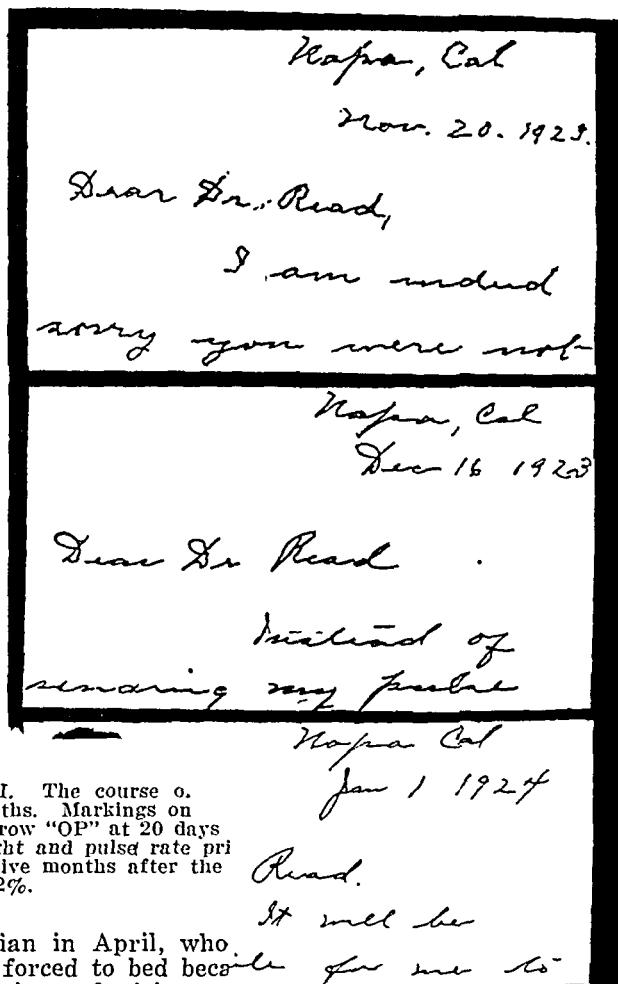 Napa, Cal
Nov. 20. 1923.
Dear Dr. Read,
I am indeed
sorry you were not
Napa, Cal
Dec 16 1923
Dear Dr Read
Instead of
sending my pulse
Napa Cal
Jan 1 1924
Read.
It will be
for me to
I. The course o.
ths. Markings on
row "OP" at 20 days
ht and pulse rate pri
ive months after the
2%.
ian in April, who
forced to bed beca